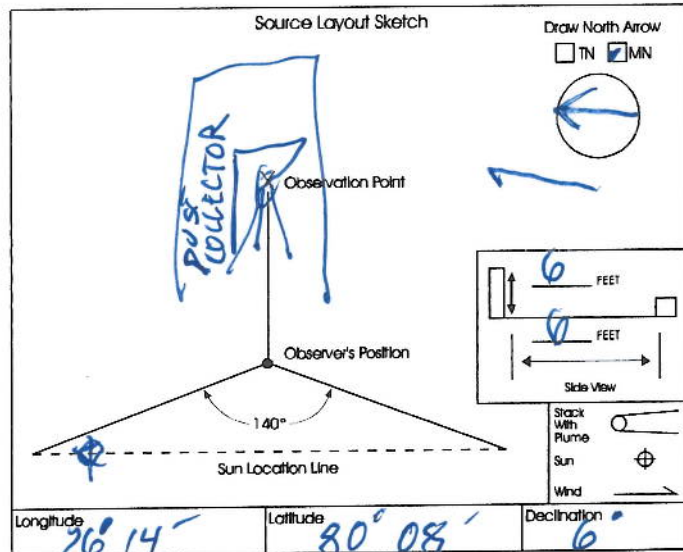 Source Layout Sketch
Draw North Arrow
TN MN
DUST COLLECTOR
Observation Point
6 FEET
6 FEET
Side View
Observer's Position
140°
Sun Location Line
Stack With Plume
Sun
Wind
Longitude
26° 14'
Latitude
80° 08'
Declination
6°